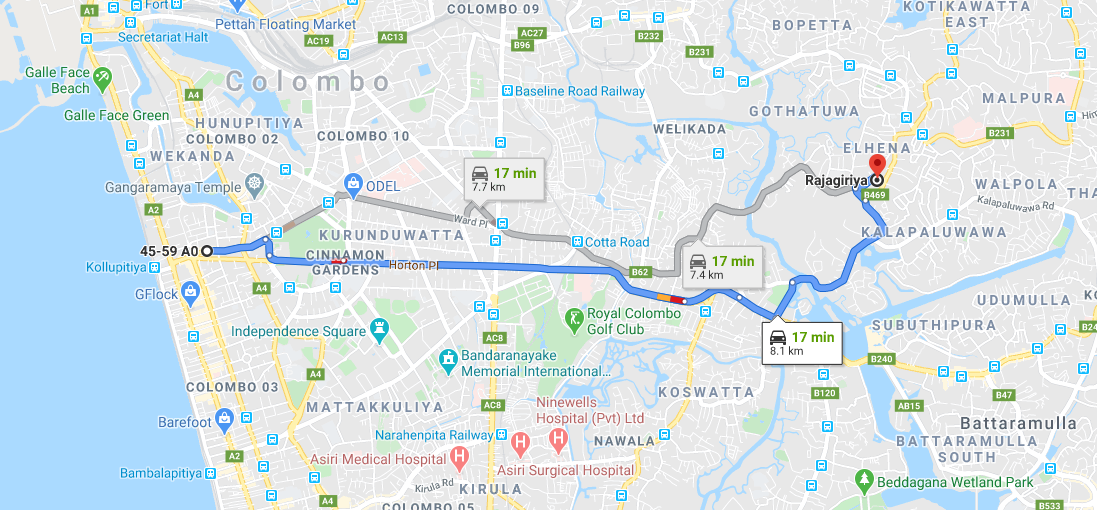 COLOMBO 09
KOTIKAWATTA
EAST
A1
Fort
Pettah Floating Market
AC27
B96
B232
BOPETTA
Secretariat Halt
AC19
AC13
B231
Galle Face
Beach
Colombo
A4
Baseline Road Railway
MALPURA
Galle Face Green
HUNUPITIYA
COLOMBO 02
COLOMBO 10
WELIKADA
GOTHATUWA
B231
WEKANDA
ELHENA
17 min
7.7 km
Gangaramaya Temple
ODEL
Rajagiriya
B469
WALPOLA
THA
Kalapaluwawa Rd
A2
Ward Pl
KURUNDUWATTA
KALAPALUWAWA
45-59 A0
Cotta Road
Kollupitiya
CINNAMON
GARDENS
Horton Pl
B62
17 min
7.4 km
GFlock
UDUMULLA
KO
Royal Colombo
Golf Club
Independence Square
SUBUTHIPURA
A4
AC8
17 min
8.1 km
Bandaranayake
Memorial International...
B240
A4
COLOMBO 03
KOSWATTA
B120
B47
MATTAKKULIYA
AC8
Ninewells
Hospital (Pvt) Ltd
AB15
Barefoot
Battaramulla
Narahenpita Railway
NAWALA
BATTARAMULLA
SOUTH
A2
Asiri Medical Hospital
Asiri Surgical Hospital
Bambalapitiya
Kirula Rd
KIRULA
Beddagana Wetland Park
A4
COLOMBO 05
B533